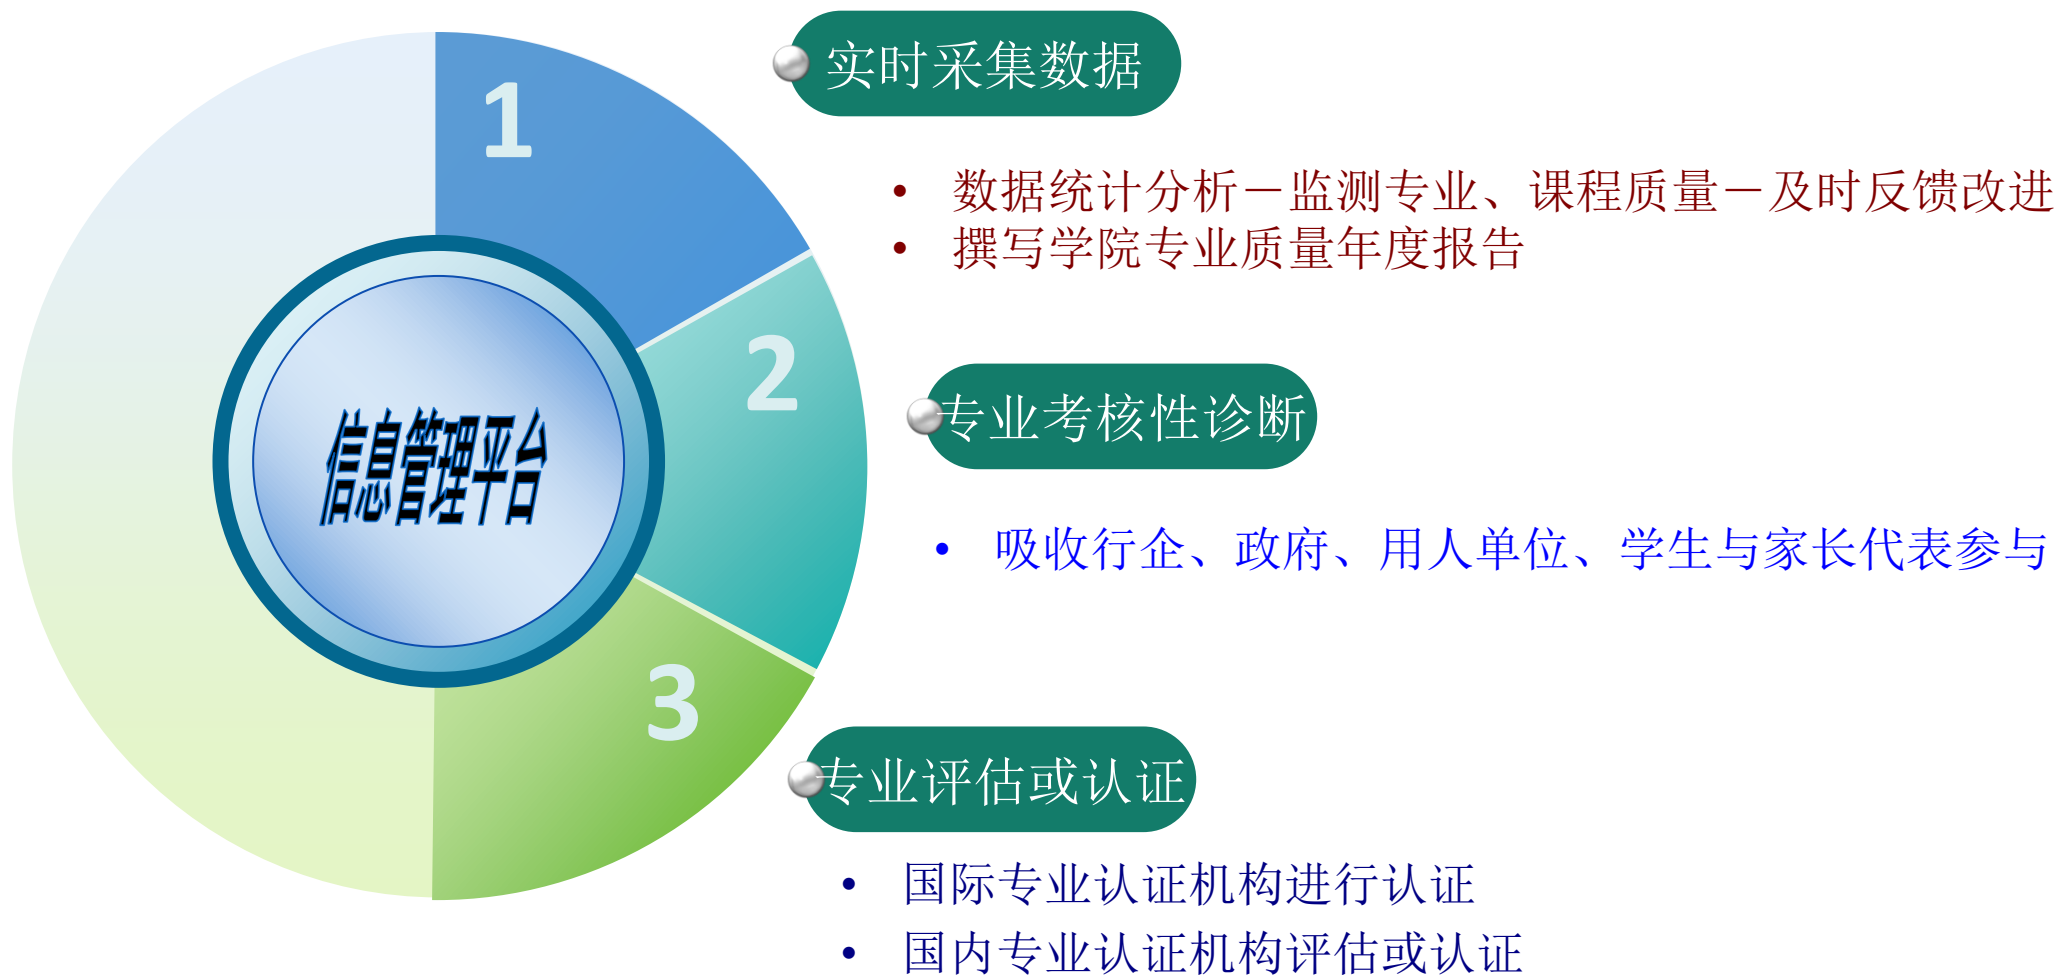 1
实时采集数据
• 数据统计分析－监测专业、课程质量－及时反馈改进
• 撰写学院专业质量年度报告
2
专业考核性诊断
信息管理平台
• 吸收行企、政府、用人单位、学生与家长代表参与
3
专业评估或认证
• 国际专业认证机构进行认证
• 国内专业认证机构评估或认证